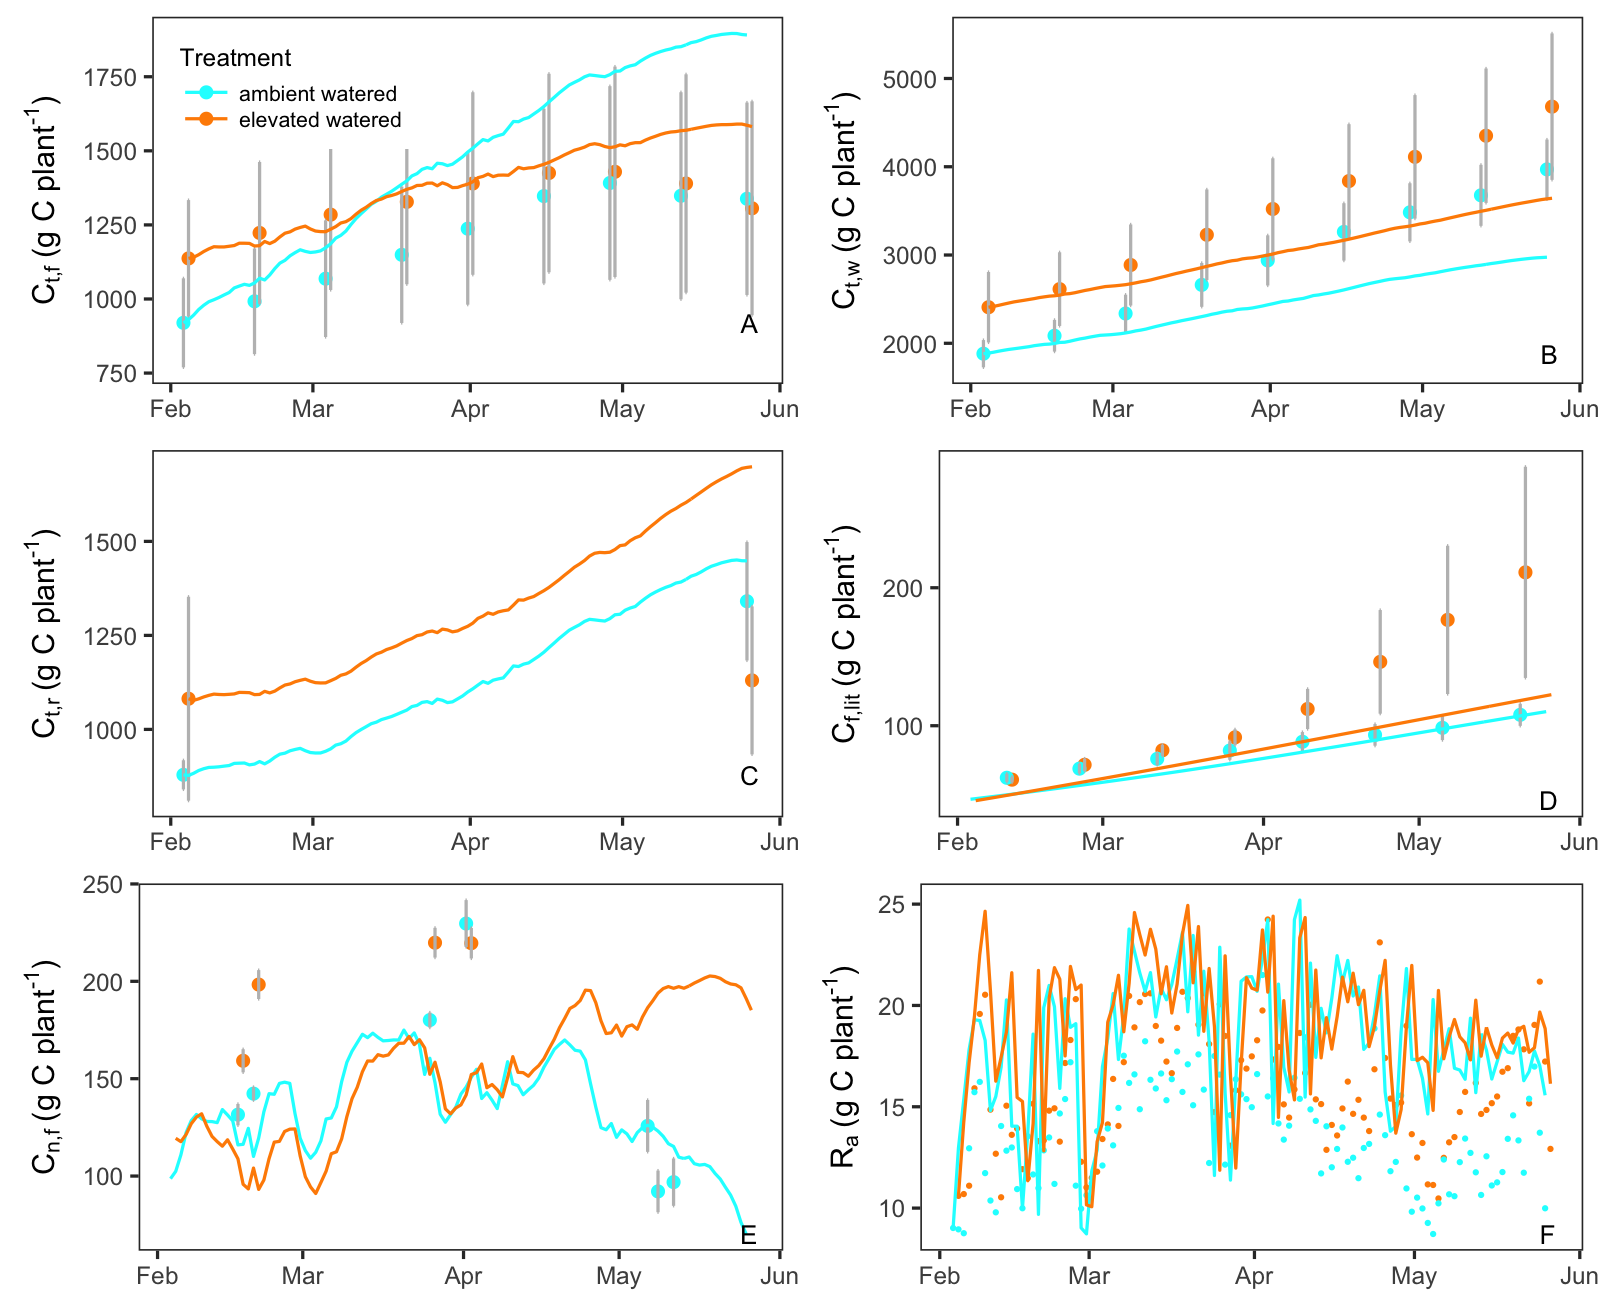 Treatment
ambient watered
elevated watered
C_t,f (g C plant^-1)
1750
1500
1250
1000
750
A
Feb Mar Apr May Jun
C_t,w (g C plant^-1)
5000
4000
3000
2000
B
Feb Mar Apr May Jun
C_t,r (g C plant^-1)
1500
1250
1000
C
Feb Mar Apr May Jun
C_f,lit (g C plant^-1)
200
100
D
Feb Mar Apr May Jun
C_n,f (g C plant^-1)
250
200
150
100
E
Feb Mar Apr May Jun
R_a (g C plant^-1)
25
20
15
10
F
Feb Mar Apr May Jun